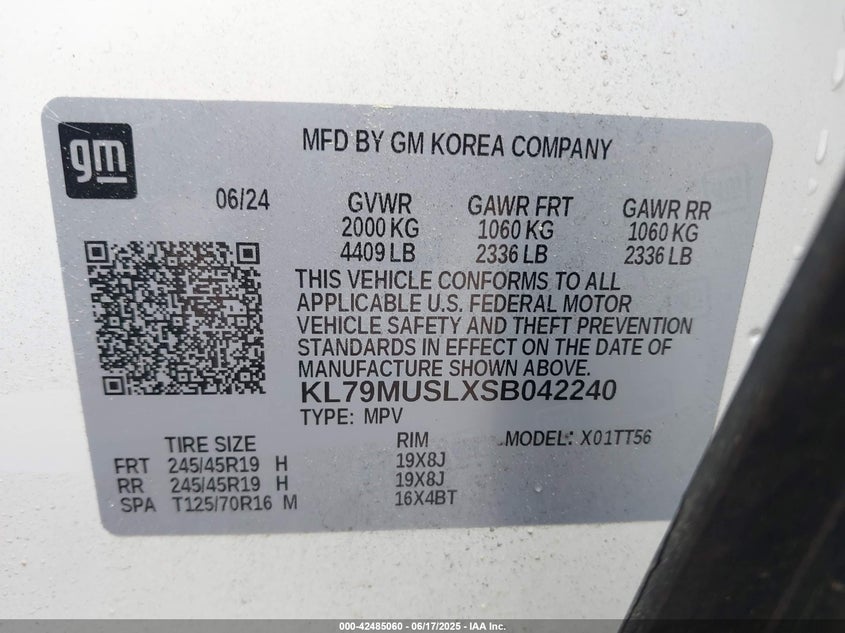 gm
MFD BY GM KOREA COMPANY
06/24 GVWR GAWR FRT GAWR RR
2000 KG 1060 KG 1060 KG
4409 LB 2336 LB 2336 LB
THIS VEHICLE CONFORMS TO ALL
APPLICABLE U.S. FEDERAL MOTOR
VEHICLE SAFETY AND THEFT PREVENTION
STANDARDS IN EFFECT ON THE DATE OF
MANUFACTURE SHOWN ABOVE.
KL79MUSLXSB042240
TYPE: MPV
TIRE SIZE RIM MODEL: X01TT56
FRT 245/45R19 H 19X8J
RR 245/45R19 H 19X8J
SPA T125/70R16 M 16X4BT
000-42485060 - 06/17/2025 - IAA Inc.